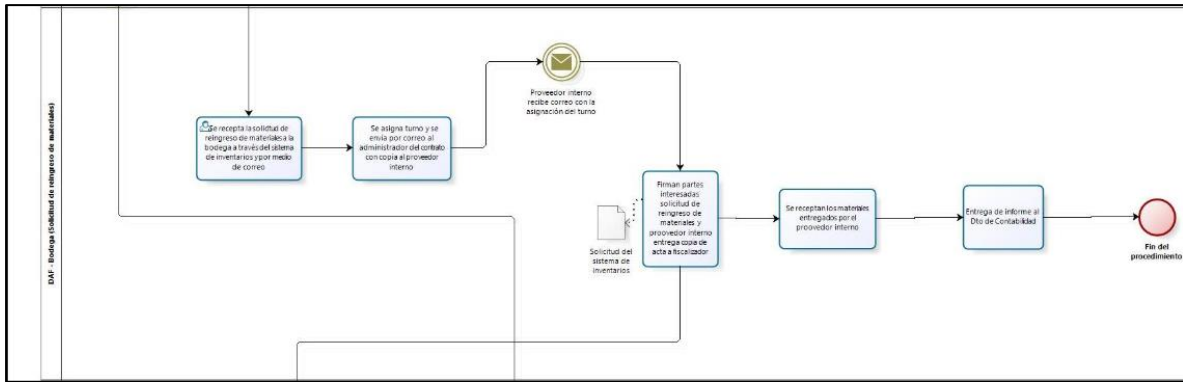 DAF - Bodega (Solicitud de reingreso de materiales)
Se recepta la solicitud de
reingreso de materiales a la
bodega a través del sistema
de inventarios y por medio
de correo
Se asigna turno y se
envía por correo al
administrador del contrato
con copia al proveedor
interno
Proveedor interno
recibe correo con la
asignación del turno
Solicitud del
sistema de
inventarios
Firman partes
interesadas
solicitud de
reingreso de
materiales y
proovedor interno
entrega copia de
acta a fiscalizador
Se receptan los materiales
entregados por el
proovedor interno
Entrega de informe al
Dto de Contabilidad
Fin del
procedimiento